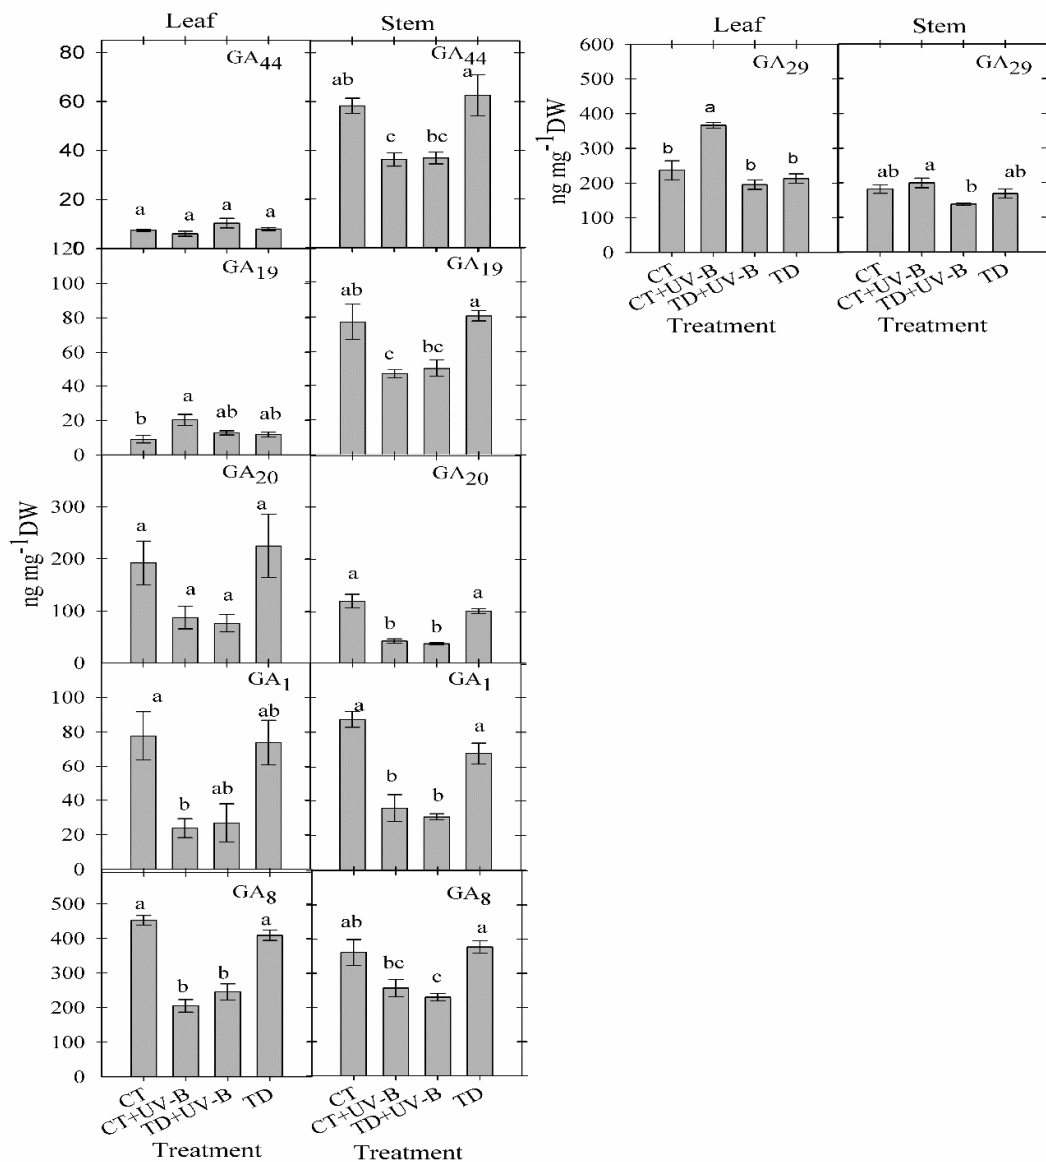 Leaf Stem
80 GA44 GA44
ab a
60
c bc
40
20 a a a a
0
120 GA19 GA19
100 ab a
80
60 c bc
40
b a ab ab
20
0
GA20 GA20
300 a
a
200
a a a
100 a b b
0
GA1 GA1
100 a ab a
80 a
60
40 b ab b b
20
0
GA8 GA8
500 a a ab a
400
300 b b bc c
200
100
0
ng mg-1DW
CT CT+UV-B TD+UV-B TD CT CT+UV-B TD+UV-B TD
Treatment Treatment
Leaf Stem
600 GA29 GA29
500
400 a
300 b b b
200 ab a b ab
100
0
ng mg-1DW
CT CT+UV-B TD+UV-B TD CT CT+UV-B TD+UV-B TD
Treatment Treatment